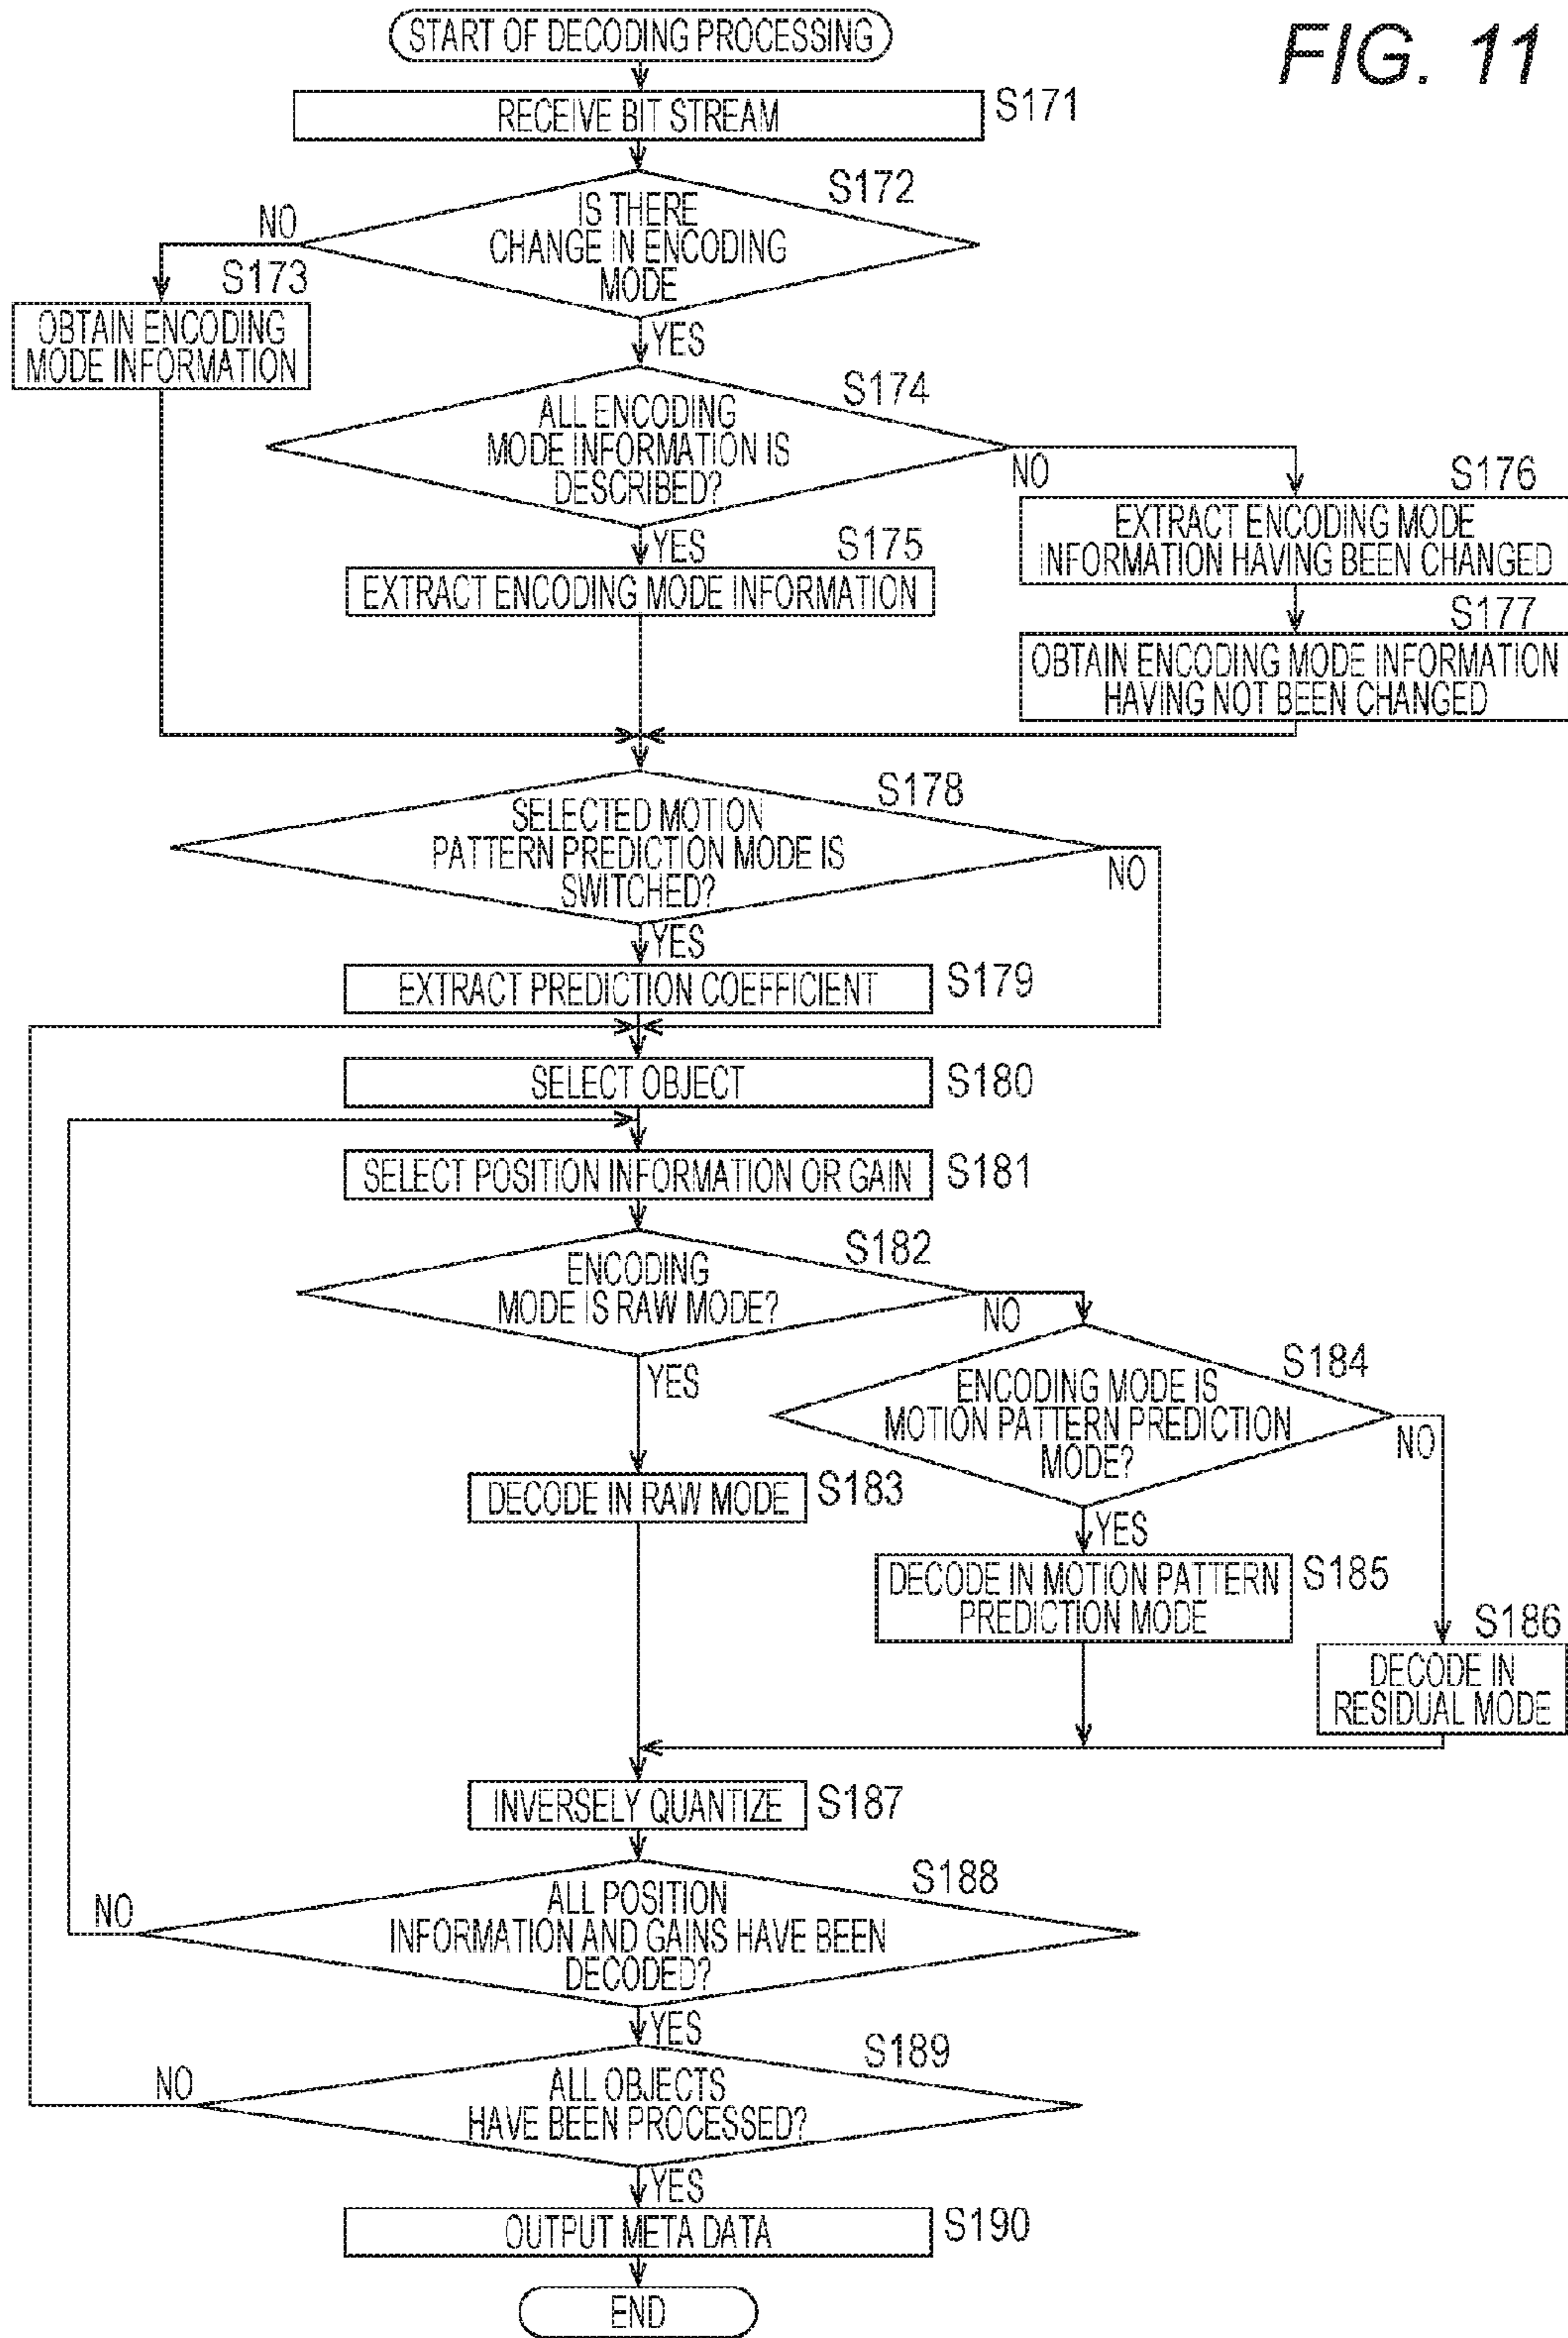 FIG. 11
START OF DECODING PROCESSING
RECEIVE BIT STREAM
S171
IS THERE
CHANGE IN ENCODING
MODE
S172
NO
YES
S173
OBTAIN ENCODING
MODE INFORMATION
ALL ENCODING
MODE INFORMATION IS
DESCRIBED?
S174
NO
YES
S175
EXTRACT ENCODING MODE INFORMATION
S176
EXTRACT ENCODING MODE
INFORMATION HAVING BEEN CHANGED
S177
OBTAIN ENCODING MODE INFORMATION
HAVING NOT BEEN CHANGED
SELECTED MOTION
PATTERN PREDICTION MODE IS
SWITCHED?
S178
NO
YES
EXTRACT PREDICTION COEFFICIENT
S179
SELECT OBJECT
S180
SELECT POSITION INFORMATION OR GAIN
S181
ENCODING
MODE IS RAW MODE?
S182
NO
YES
ENCODING MODE IS
MOTION PATTERN PREDICTION
MODE?
S184
NO
YES
DECODE IN RAW MODE
S183
DECODE IN MOTION PATTERN
PREDICTION MODE
S185
S186
DECODE IN
RESIDUAL MODE
INVERSELY QUANTIZE
S187
ALL POSITION
INFORMATION AND GAINS HAVE BEEN
DECODED?
S188
NO
YES
ALL OBJECTS
HAVE BEEN PROCESSED?
S189
NO
YES
OUTPUT META DATA
S190
END